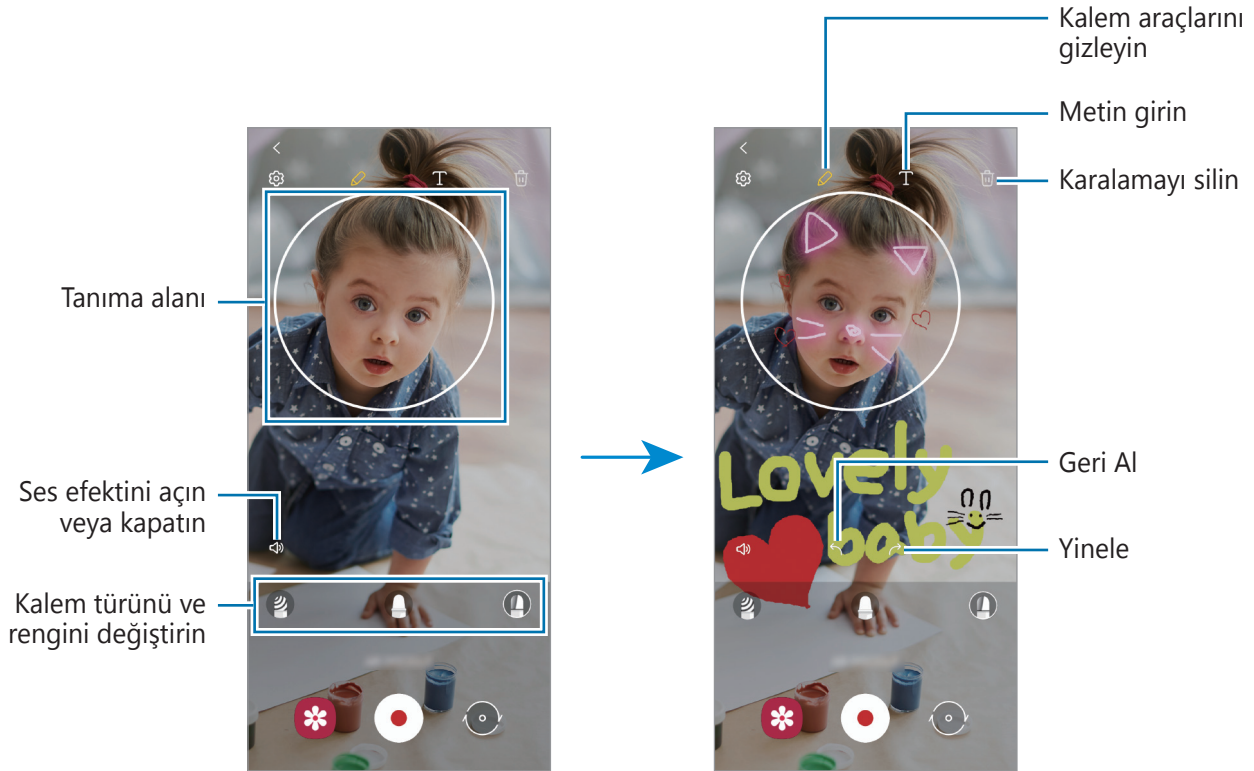 Kalem araçlarını
gizleyin
Metin girin
Karalamayı silin
T
T
Tanıma alanı
Lovely
baby
Ses efektini açın
veya kapatın
Geri Al
Yinele
Kalem türünü ve
rengini değiştirin